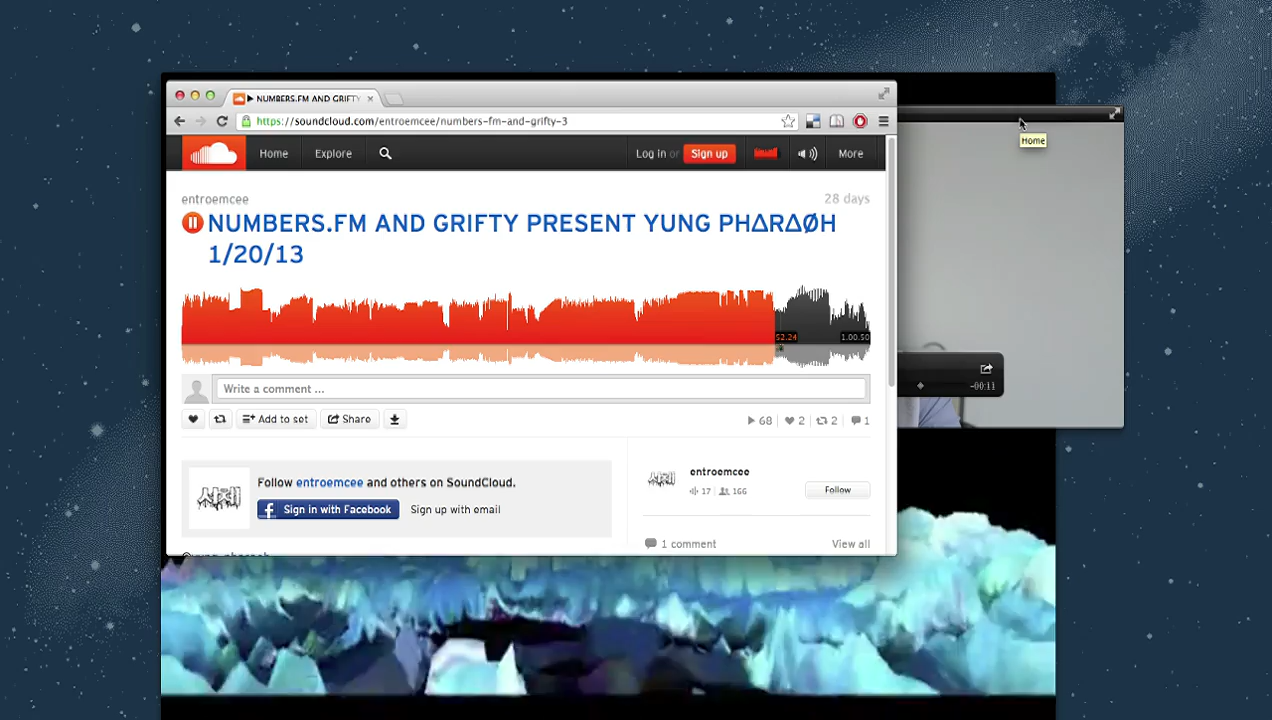 NUMBERS.FM AND GRIFTY
https://soundcloud.com/entroemcee/numbers-fm-and-grifty-3
Home Explore Log in or Sign up More
Home
entroemcee 28 days
NUMBERS.FM AND GRIFTY PRESENT YUNG PHΔRΔØH
1/20/13
52.24 1.00.50
Write a comment ...
Add to set Share 68 2 2 1
-00:11
Follow entroemcee and others on SoundCloud.
f Sign in with Facebook Sign up with email
entroemcee
17 166 Follow
1 comment View all